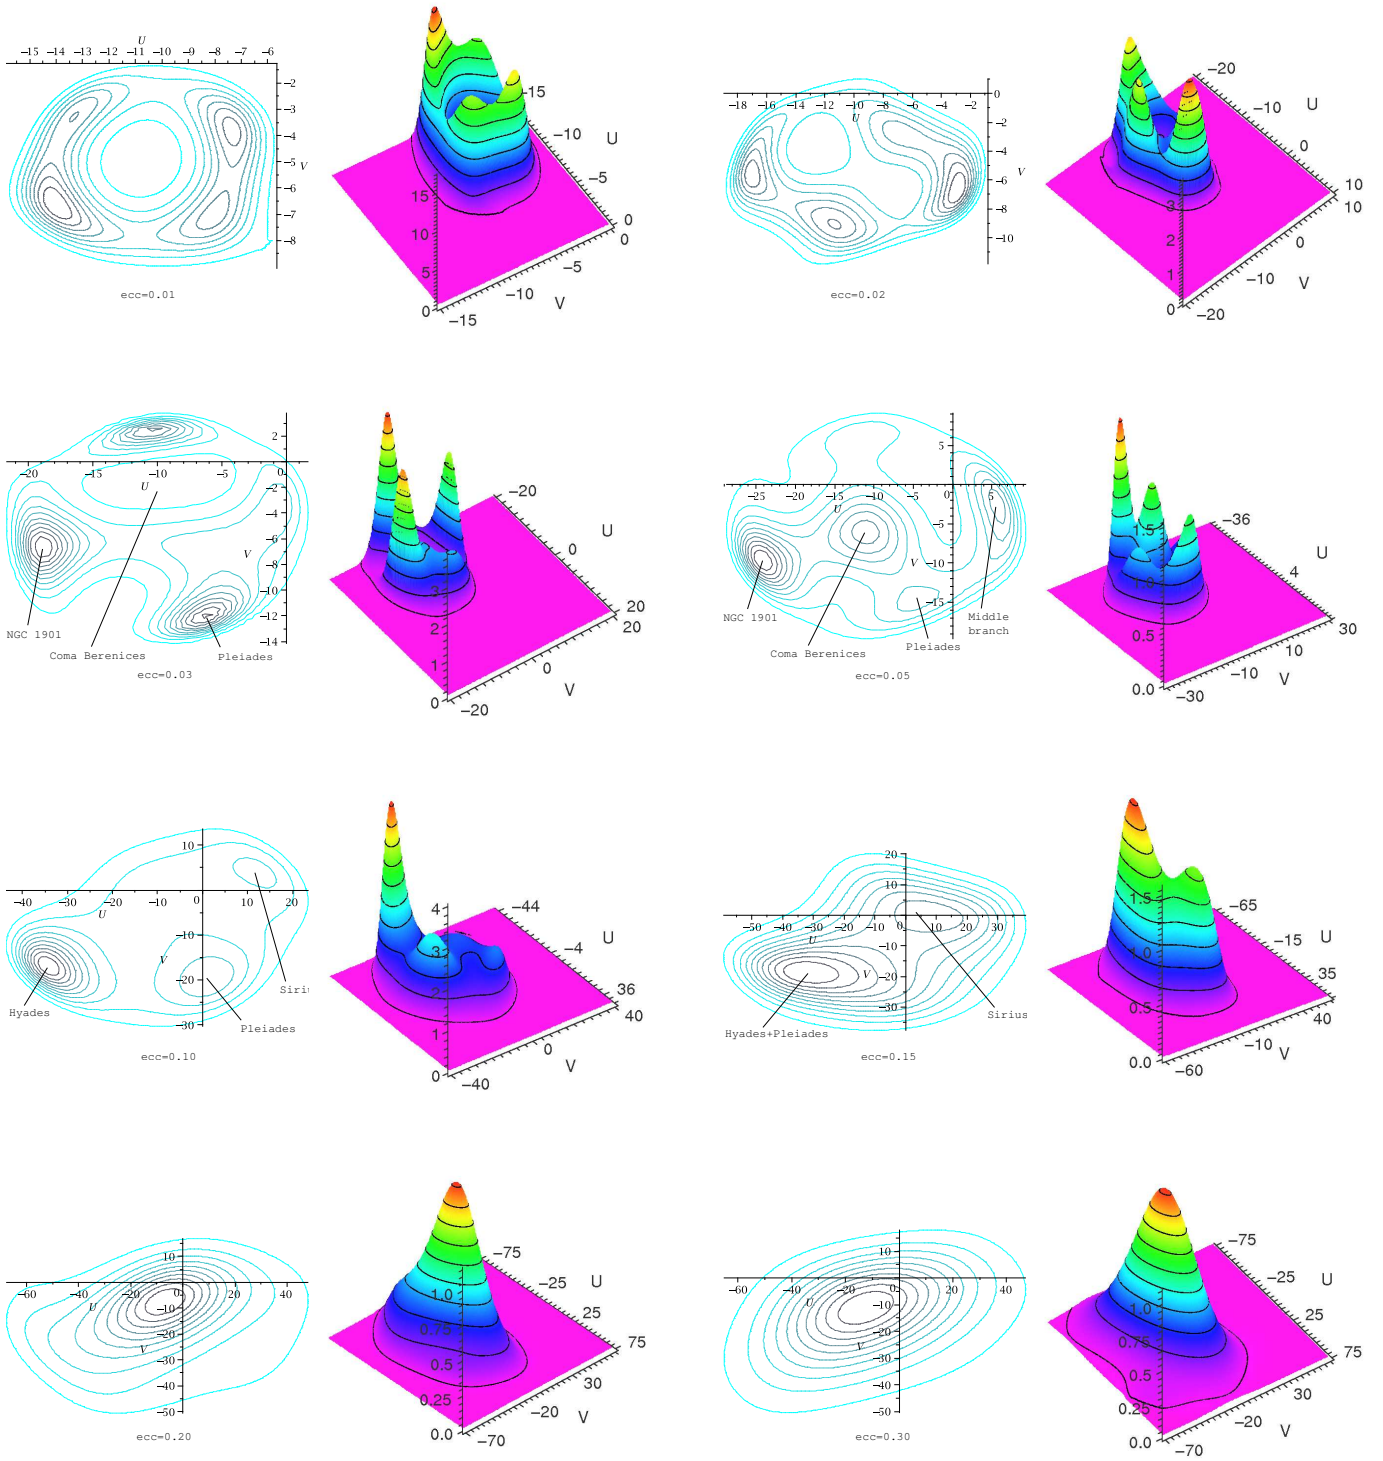 U
−15 −14 −13 −12 −11 −10 −9 −8 −7 −6
−2
−3
−4
−5 V
−6
−7
−8
ecc=0.01
−15
−10 U
−5
0
0
−5
−10 V
−15
15
10
5
0
−18 −16 −14 −12 −10 −8 −6 −4 −2 0
U
−2
−4
V
−6
−8
−10
ecc=0.02
−20
−10 U
0
10
10
0
V
−10
−20
3
2
1
0
2
−20 −15 −10 −5 0
U
−2
−4
−6
V
−8
−10
−12
−14
NGC 1901
Coma Berenices
Pleiades
ecc=0.03
−20
U
0
20
20
0
V
−20
3
2
1
0
5
−25 −20 −15 −10 −5 0 5
U
−5
V −10
−15
NGC 1901
Coma Berenices
Pleiades
Middle
branch
ecc=0.05
−36
U
4
30
10
−10 V
−30
1.5
1.0
0.5
0.0
10
−40 −30 −20 −10 0 10 20
U
−10
V
−20
−30
Hyades
Pleiades
Siriu
ecc=0.10
−44
−4 U
36
40
0
V
−40
4
3
2
1
0
20
10
−50 −40 −30 −20 −10 0 10 20 30
U
−10
V −20
−30
Hyades+Pleiades
Sirius
ecc=0.15
−65
−15 U
35
40
−10 V
−60
1.5
1.0
0.5
0.0
10
−60 −40 −20 0 20 40
U
−10
−20
V
−30
−40
−50
ecc=0.20
−75
−25 U
25
75
30
−20 V
−70
1.0
0.75
0.5
0.25
0.0
10
−60 −40 −20 0 20 40
U
−10
−20
V
−30
−40
−50
ecc=0.30
−75
−25 U
25
75
30
−20 V
−70
1.0
0.75
0.5
0.25
0.0